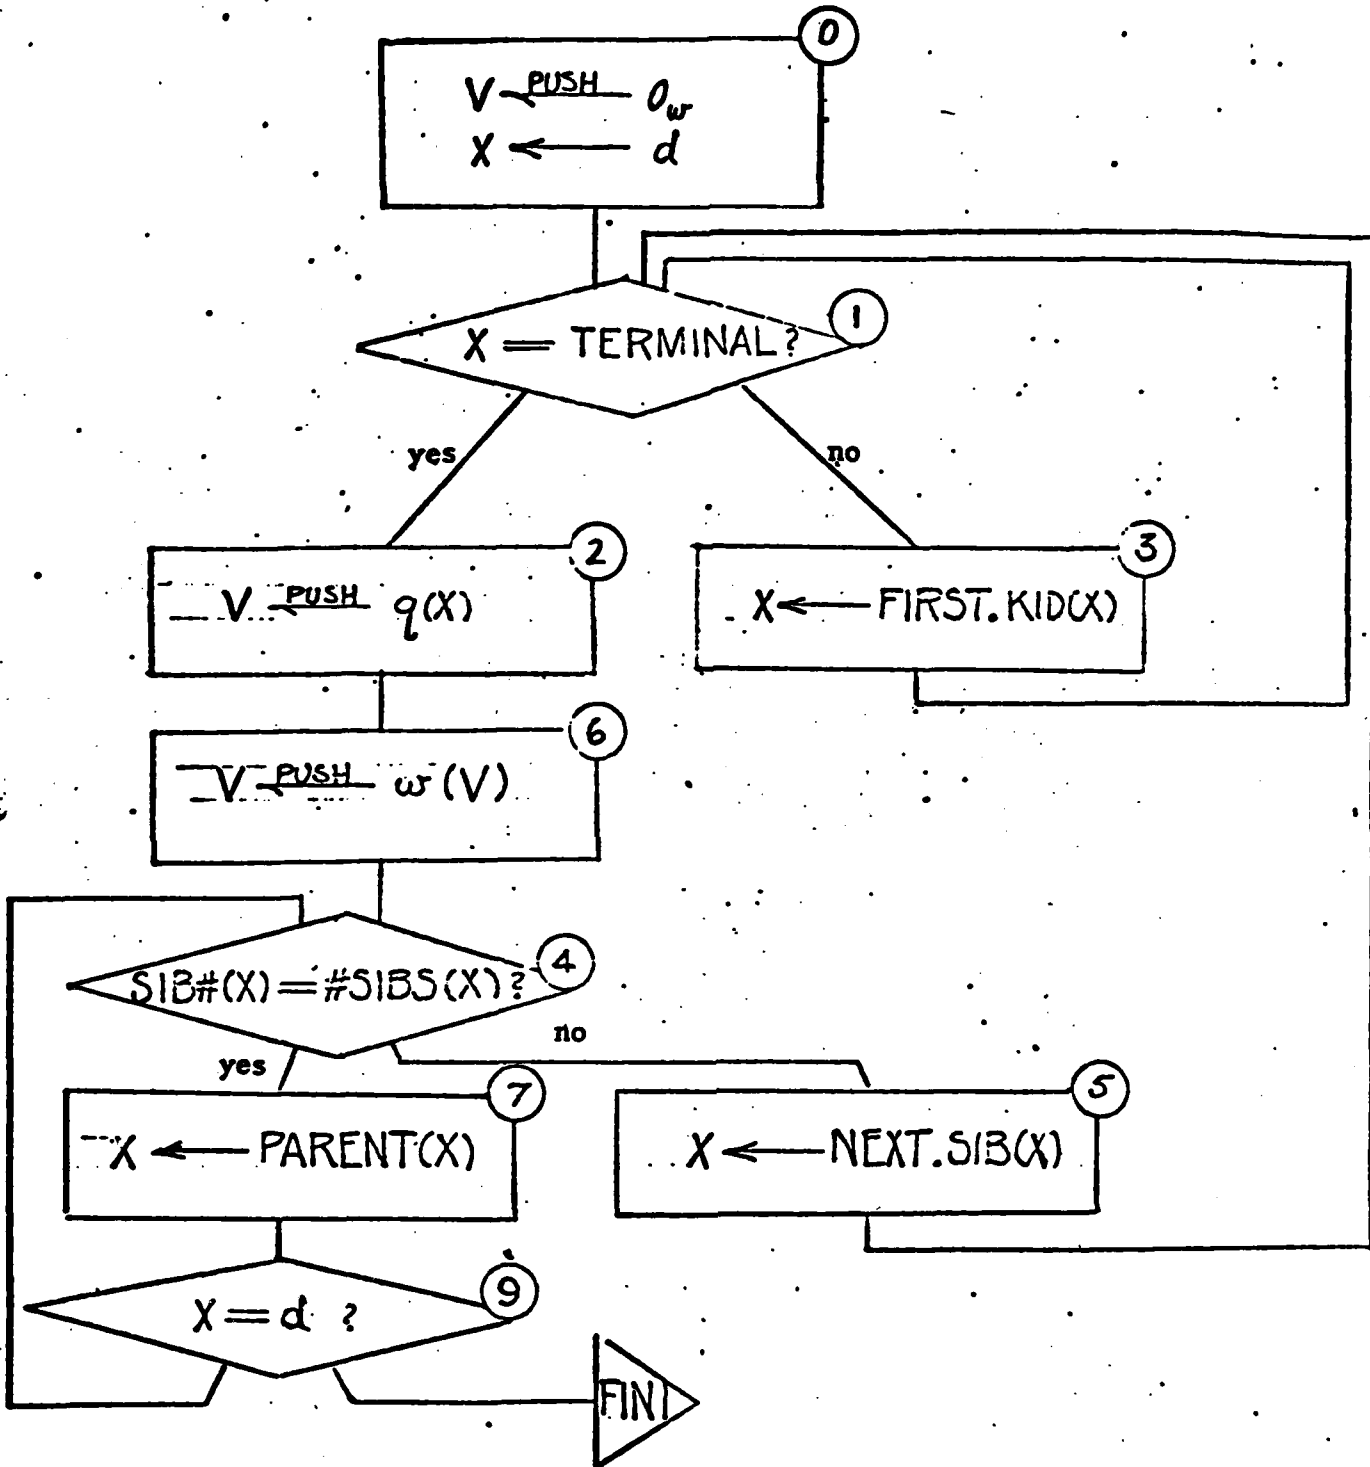 0
V ←PUSH— 0w
X ← d
1
X = TERMINAL?
yes
no
2
V ←PUSH— q(X)
3
X ← FIRST.KID(X)
6
V ←PUSH— ω(V)
4
SIB#(X) = #SIBS(X)?
no
yes
7
X ← PARENT(X)
5
X ← NEXT.SIB(X)
9
X = d ?
FINI